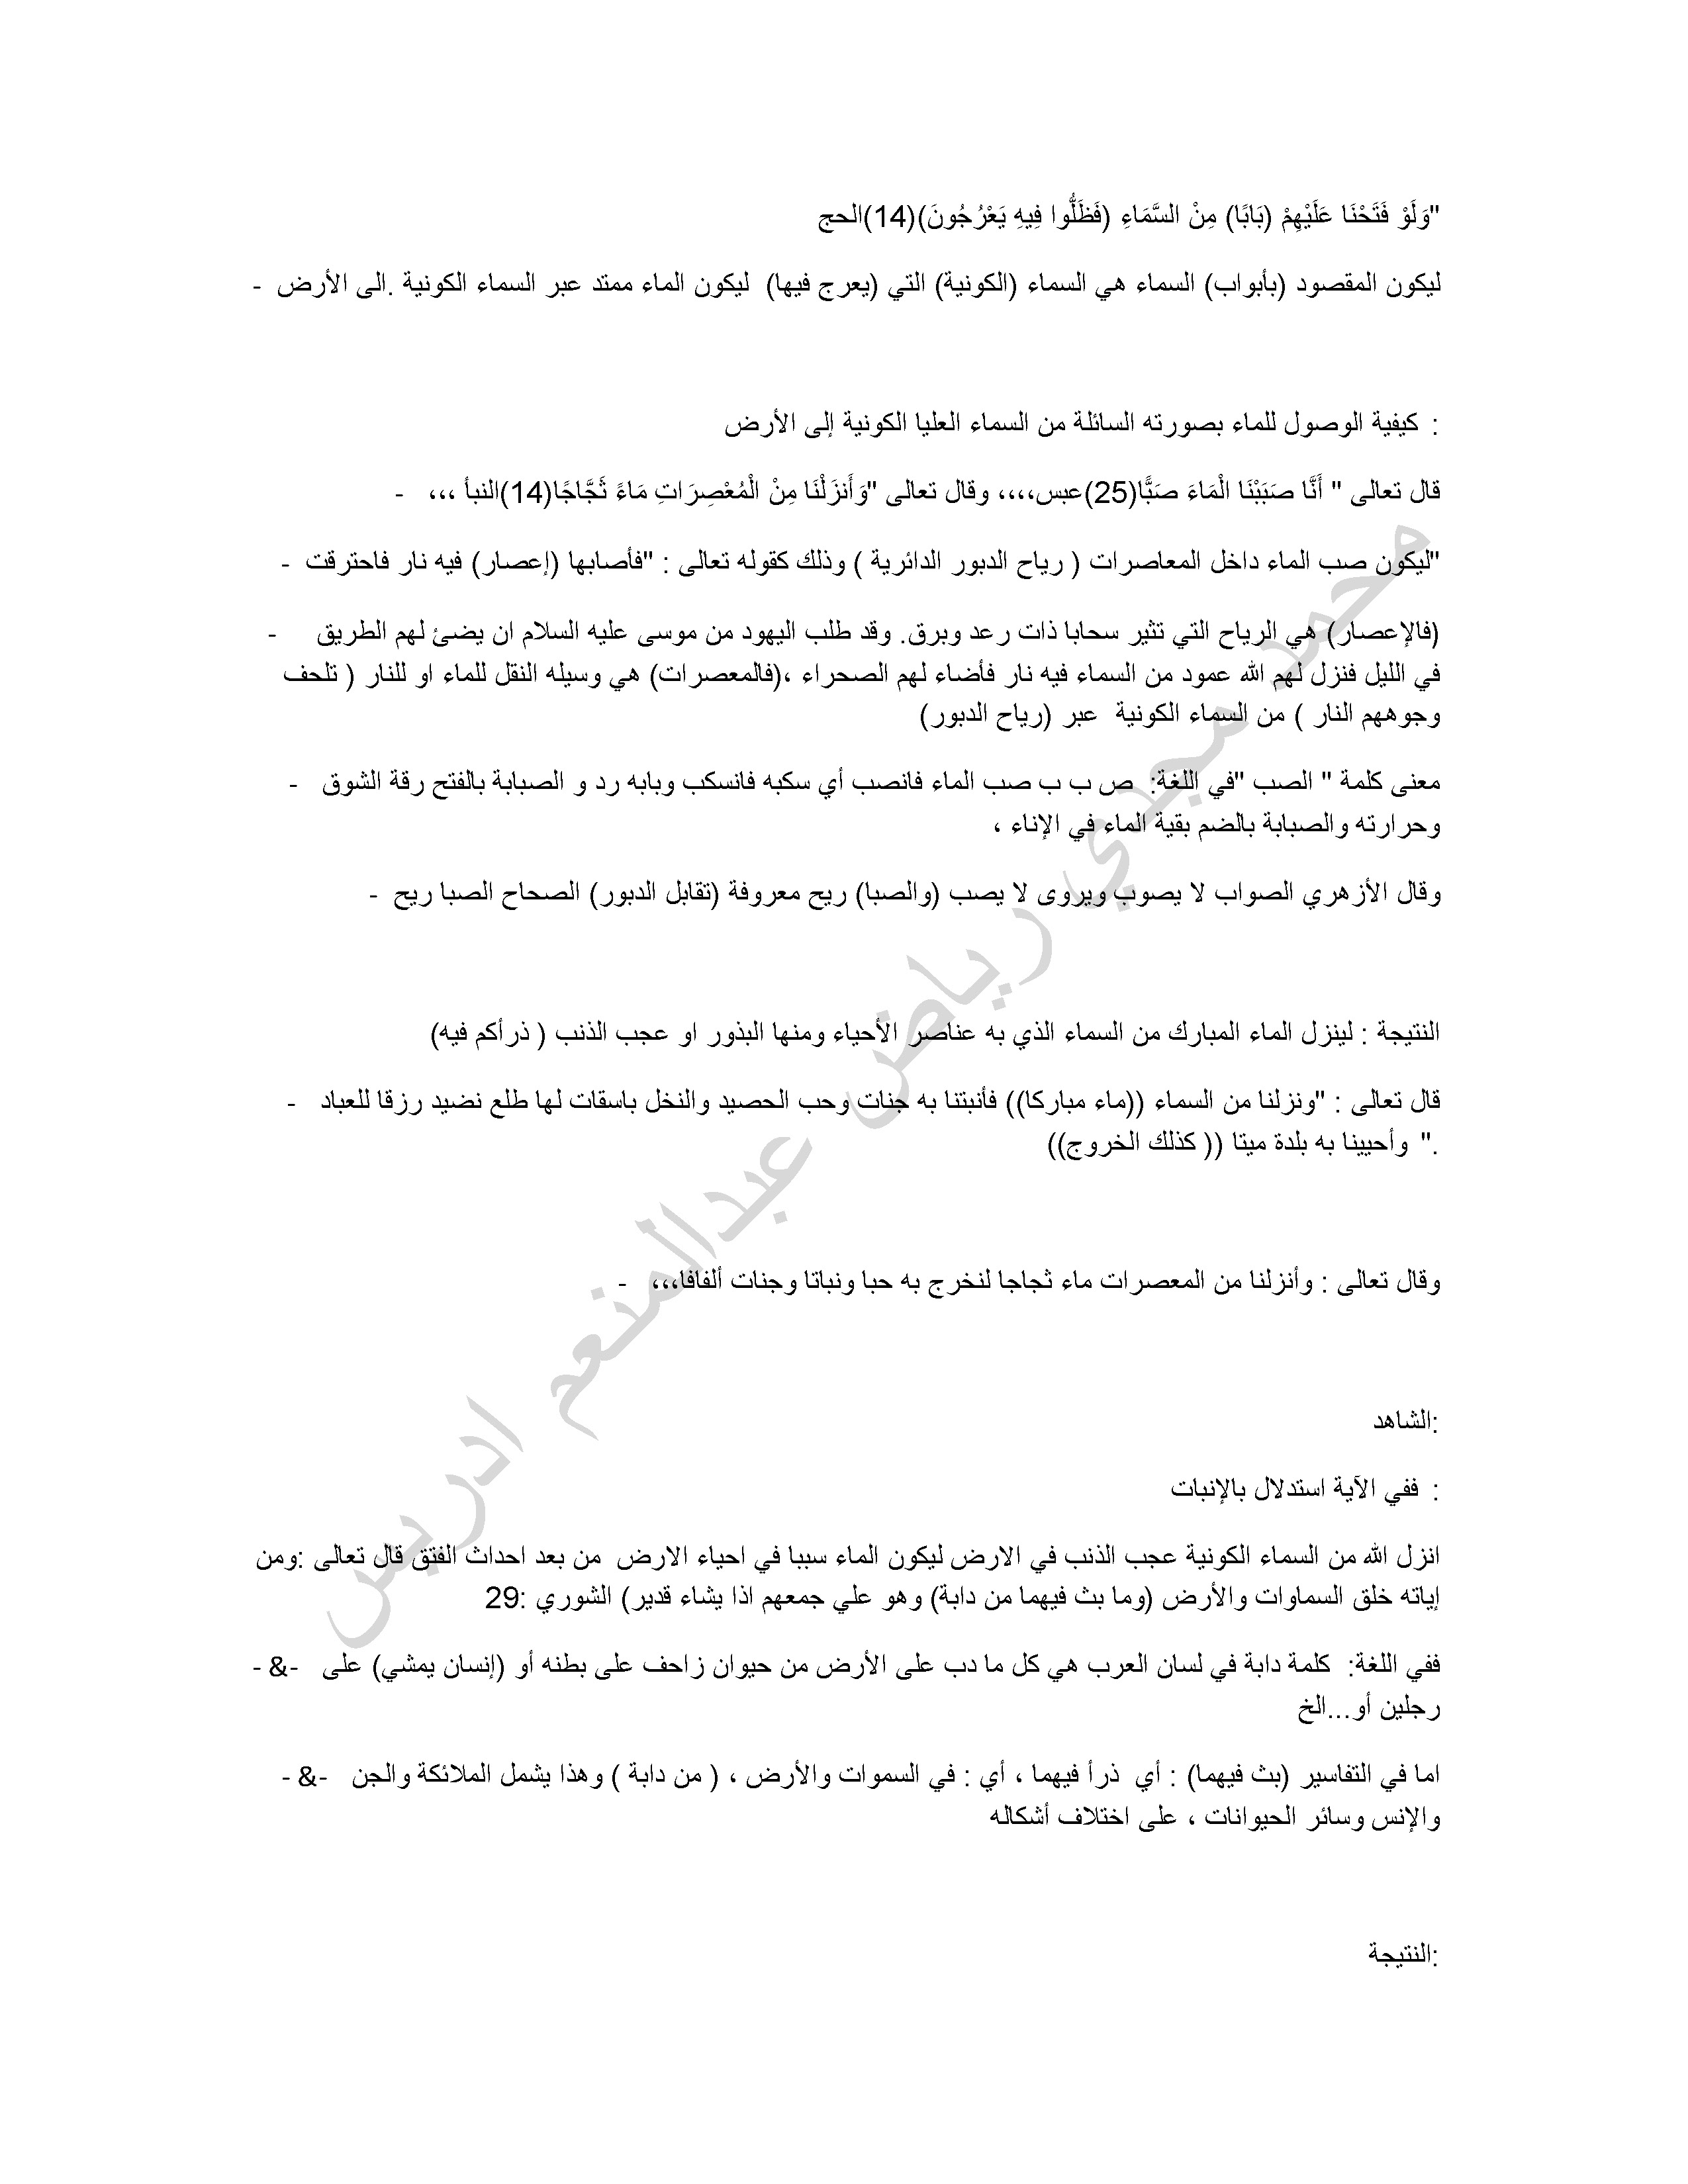 "وَلَوْ فَتَحْنَا عَلَيْهِمْ (بَابًا) مِنْ السَّمَاءِ (فَظَلُّوا فِيهِ يَعْرُجُونَ)(14)الحج
ليكون المقصود (بأبواب) السماء هي السماء (الكونية) التي (يعرج فيها) ليكون الماء ممتد عبر السماء الكونية .الى الأرض -
: كيفية الوصول للماء بصورته السائلة من السماء العليا الكونية إلى الأرض
قال تعالى " أَنَّا صَبَبْنَا الْمَاءَ صَبًّا(25)عبس،،،، وقال تعالى "وَأَنزَلْنَا مِنْ الْمُعْصِرَاتِ مَاءً ثَجَّاجًا(14)النبأ ،،، -
"ليكون صب الماء داخل المعاصرات ( رياح الدبور الدائرية ) وذلك كقوله تعالى : "فأصابها (إعصار) فيه نار فاحترقت -
(فالإعصار) هي الرياح التي تثير سحابا ذات رعد وبرق. وقد طلب اليهود من موسى عليه السلام ان يضئ لهم الطريق -
في الليل فنزل لهم الله عمود من السماء فيه نار فأضاء لهم الصحراء ،(فالمعصرات) هي وسيله النقل للماء او للنار ( تلحف
وجوههم النار ) من السماء الكونية عبر (رياح الدبور)
معنى كلمة " الصب "في اللغة: ص ب ب صب الماء فانصب أي سكبه فانسكب وبابه رد و الصبابة بالفتح رقة الشوق -
وحرارته والصبابة بالضم بقية الماء في الإناء ،
وقال الأزهري الصواب لا يصوب ويروى لا يصب (والصبا) ريح معروفة (تقابل الدبور) الصحاح الصبا ريح -
النتيجة : لينزل الماء المبارك من السماء الذي به عناصر الأحياء ومنها البذور او عجب الذنب ( ذرأكم فيه)
قال تعالى : "ونزلنا من السماء ((ماء مباركا)) فأنبتنا به جنات وحب الحصيد والنخل باسقات لها طلع نضيد رزقا للعباد -
." وأحيينا به بلدة ميتا (( كذلك الخروج))
وقال تعالى : وأنزلنا من المعصرات ماء ثجاجا لنخرج به حبا ونباتا وجنات ألفافا،،، -
:الشاهد
: ففي الآية استدلال بالإنبات
انزل الله من السماء الكونية عجب الذنب في الارض ليكون الماء سببا في احياء الارض من بعد احداث الفتق قال تعالى :ومن
إياته خلق السماوات والأرض (وما بث فيهما من دابة) وهو علي جمعهم اذا يشاء قدير) الشوري :29
ففي اللغة: كلمة دابة في لسان العرب هي كل ما دب على الأرض من حيوان زاحف على بطنه أو (إنسان يمشي) على -& -
رجلين أو...الخ
اما في التفاسير (بث فيهما) : أي ذرأ فيهما ، أي : في السموات والأرض ، ( من دابة ) وهذا يشمل الملائكة والجن -& -
والإنس وسائر الحيوانات ، على اختلاف أشكاله
:النتيجة
محمد مجدي رياض عبدالمنعم ادريس